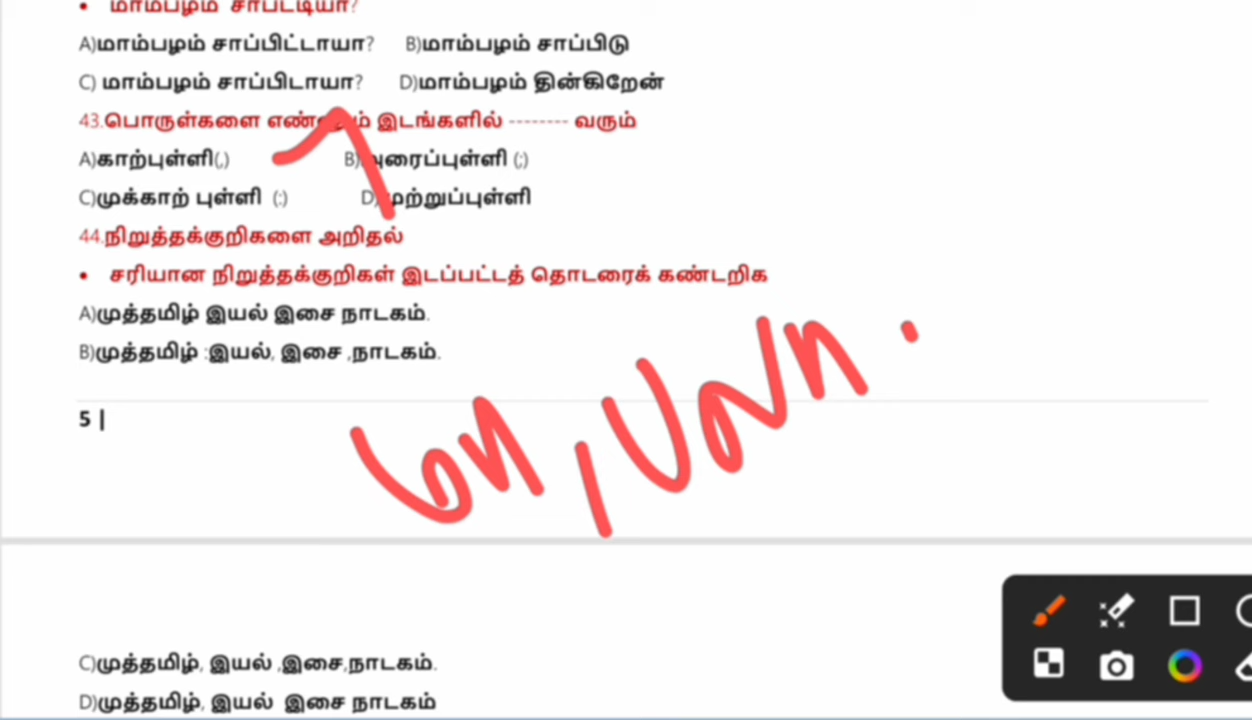 • மாம்பழம் சாப்ட்டியா?
A)மாம்பழம் சாப்பிட்டாயா? B)மாம்பழம் சாப்பிடு
C) மாம்பழம் சாப்பிடாயா? D)மாம்பழம் தின்கிறேன்
43.பொருள்களை எண்ணும் இடங்களில் -------- வரும்
A)காற்புள்ளி(,) B)அரைப்புள்ளி (;)
C)முக்காற் புள்ளி (:) D)முற்றுப்புள்ளி
44.நிறுத்தக்குறிகளை அறிதல்
• சரியான நிறுத்தக்குறிகள் இடப்பட்டத் தொடரைக் கண்டறிக
A)முத்தமிழ் இயல் இசை நாடகம்.
B)முத்தமிழ் :இயல், இசை ,நாடகம்.
5 |
C)முத்தமிழ், இயல் ,இசை,நாடகம்.
D)முத்தமிழ், இயல் இசை நாடகம்